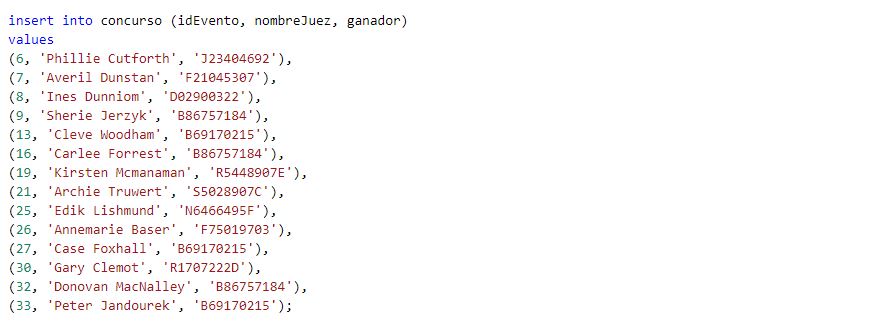 insert into concurso (idEvento, nombreJuez, ganador)
values
(6, 'Phillie Cutforth', 'J23404692'),
(7, 'Averil Dunstan', 'F21045307'),
(8, 'Ines Dunniom', 'D02900322'),
(9, 'Sherie Jerzyk', 'B86757184'),
(13, 'Cleve Woodham', 'B69170215'),
(16, 'Carlee Forrest', 'B86757184'),
(19, 'Kirsten Mcmanaman', 'R5448907E'),
(21, 'Archie Truwert', 'S5028907C'),
(25, 'Edik Lishmund', 'N6466495F'),
(26, 'Annemarie Baser', 'F75019703'),
(27, 'Case Foxhall', 'B69170215'),
(30, 'Gary Clemot', 'R1707222D'),
(32, 'Donovan MacNalley', 'B86757184'),
(33, 'Peter Jandourek', 'B69170215');